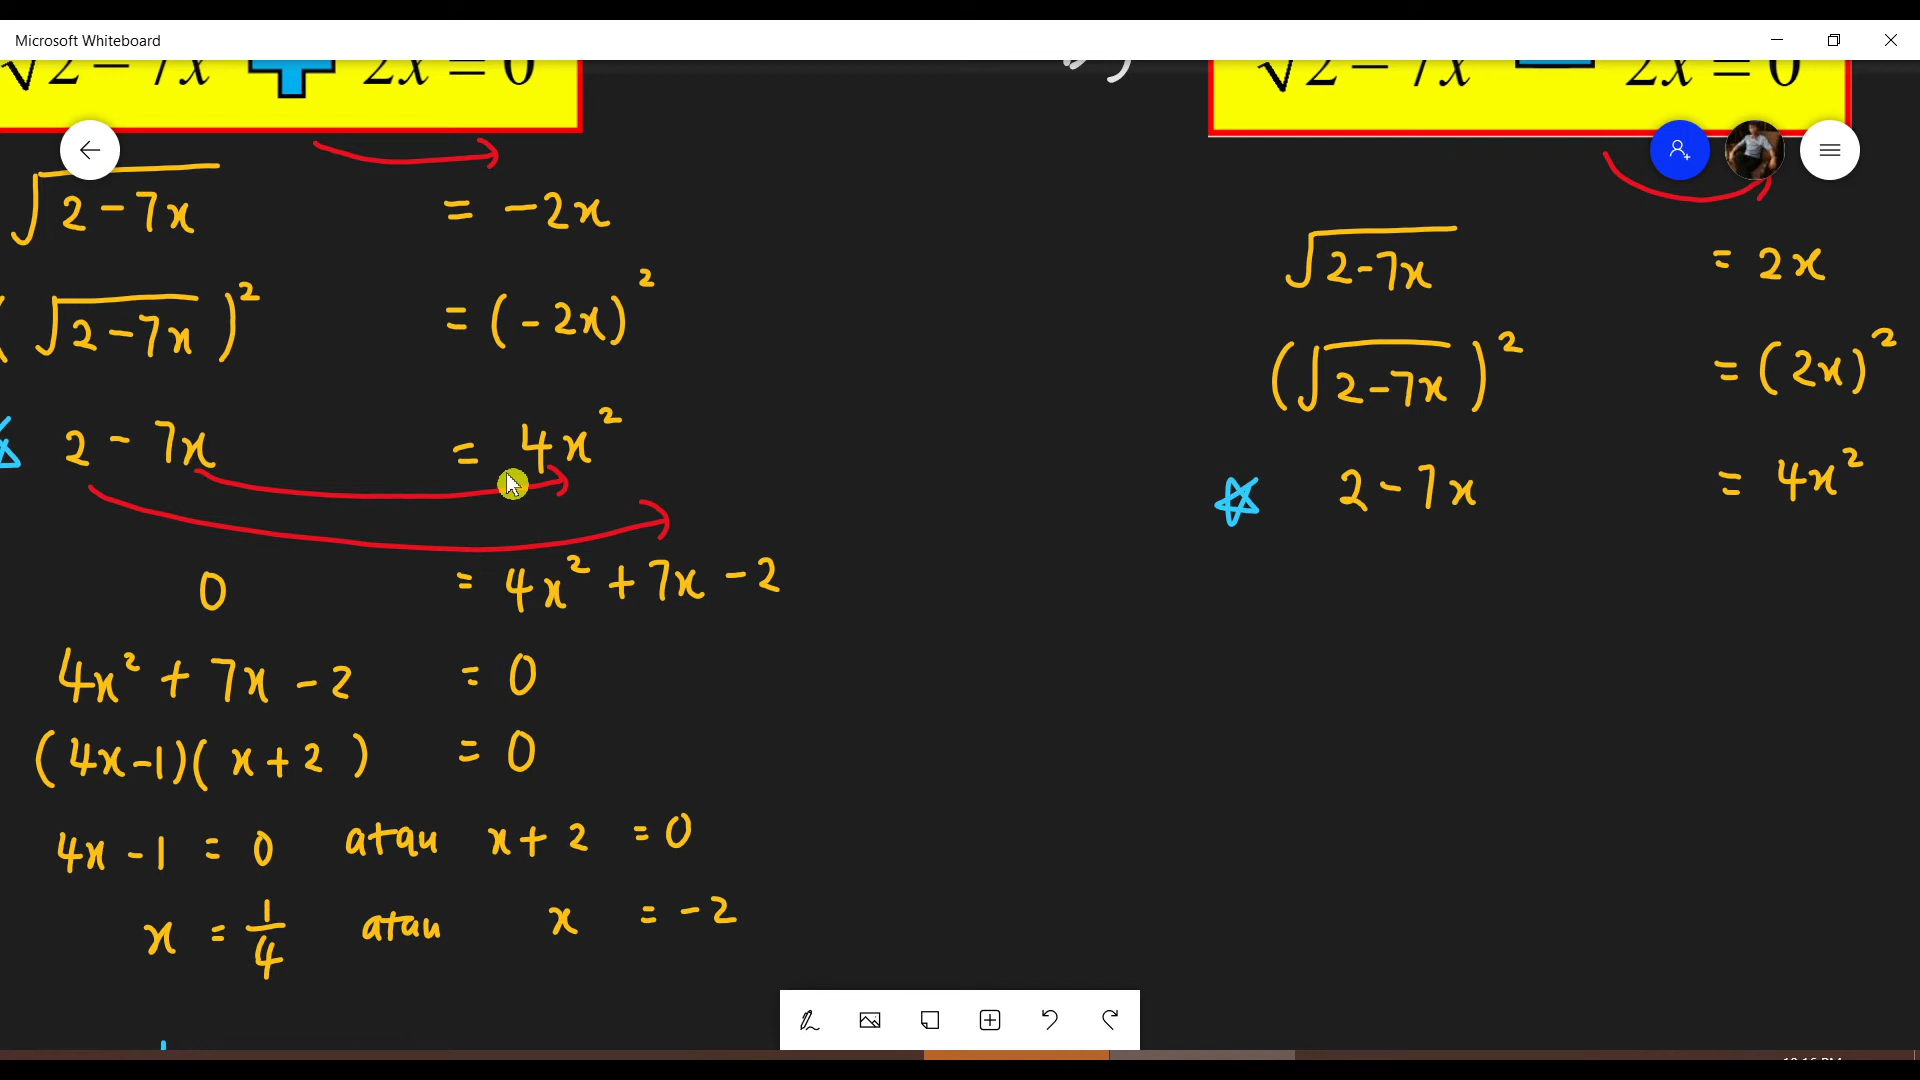 Microsoft Whiteboard
√2 − 7x + 2x = 0
√2 − 7x = −2x
(√2 − 7x)² = (−2x)²
2 − 7x = 4x²
0 = 4x² + 7x − 2
4x² + 7x − 2 = 0
(4x−1)(x+2) = 0
4x − 1 = 0 atau x + 2 = 0
x = 1/4 atau x = −2
√2 − 7x − 2x = 0
√2−7x = 2x
(√2−7x)² = (2x)²
2 − 7x = 4x²